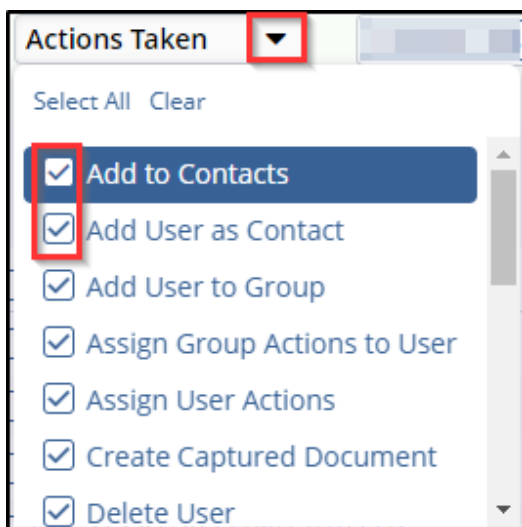 Actions Taken
Select All Clear
Add to Contacts
Add User as Contact
Add User to Group
Assign Group Actions to User
Assign User Actions
Create Captured Document
Delete User